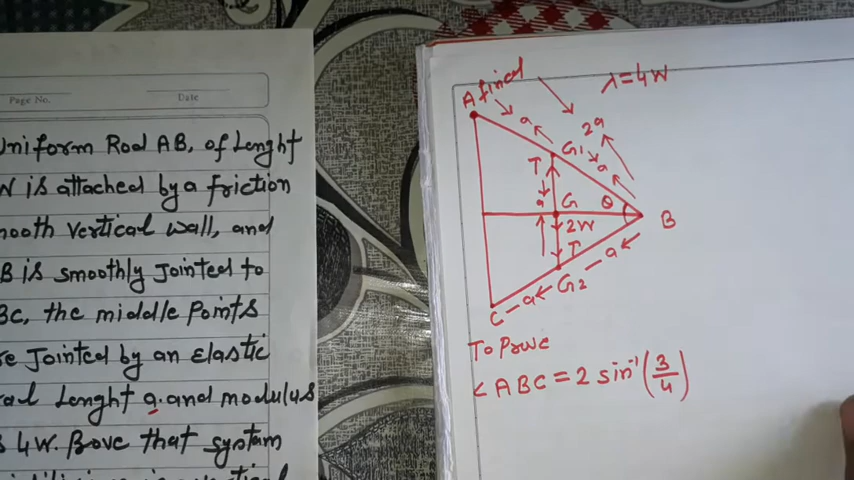 Page No.
Date
Uniform Rod AB, of Lenght
W is attached by a friction
mooth vertical wall, and
B is smoothly Jointed to
BC, the middle Points
re Jointed by an Elastic
ral Lenght a. and modulus
s 4W. Prove that system
A fixed
λ=4W
a
2a
G1
T
a
a
G
θ
B
2W
T
a
G2
a
C
To Prove
∠ABC = 2 sin⁻¹(3/4)